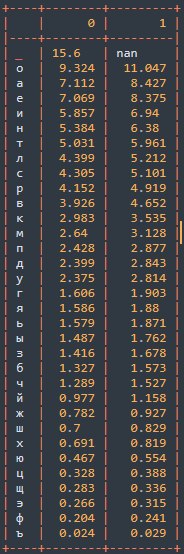 +----+--------+--------+
|    |      0 |      1 |
|----+--------+--------|
| _  | 15.6   | nan    |
| о  |  9.324 | 11.047 |
| а  |  7.112 |  8.427 |
| е  |  7.069 |  8.375 |
| и  |  5.857 |  6.94  |
| н  |  5.384 |  6.38  |
| т  |  5.031 |  5.961 |
| л  |  4.399 |  5.212 |
| с  |  4.305 |  5.101 |
| р  |  4.152 |  4.919 |
| в  |  3.926 |  4.652 |
| к  |  2.983 |  3.535 |
| м  |  2.64  |  3.128 |
| п  |  2.428 |  2.877 |
| д  |  2.399 |  2.843 |
| у  |  2.375 |  2.814 |
| г  |  1.606 |  1.903 |
| я  |  1.586 |  1.88  |
| ь  |  1.579 |  1.871 |
| ы  |  1.487 |  1.762 |
| з  |  1.416 |  1.678 |
| б  |  1.327 |  1.573 |
| ч  |  1.289 |  1.527 |
| й  |  0.977 |  1.158 |
| ж  |  0.782 |  0.927 |
| ш  |  0.7   |  0.829 |
| х  |  0.691 |  0.819 |
| ю  |  0.467 |  0.554 |
| ц  |  0.328 |  0.388 |
| щ  |  0.283 |  0.336 |
| э  |  0.266 |  0.315 |
| ф  |  0.204 |  0.241 |
| ъ  |  0.024 |  0.029 |
+----+--------+--------+